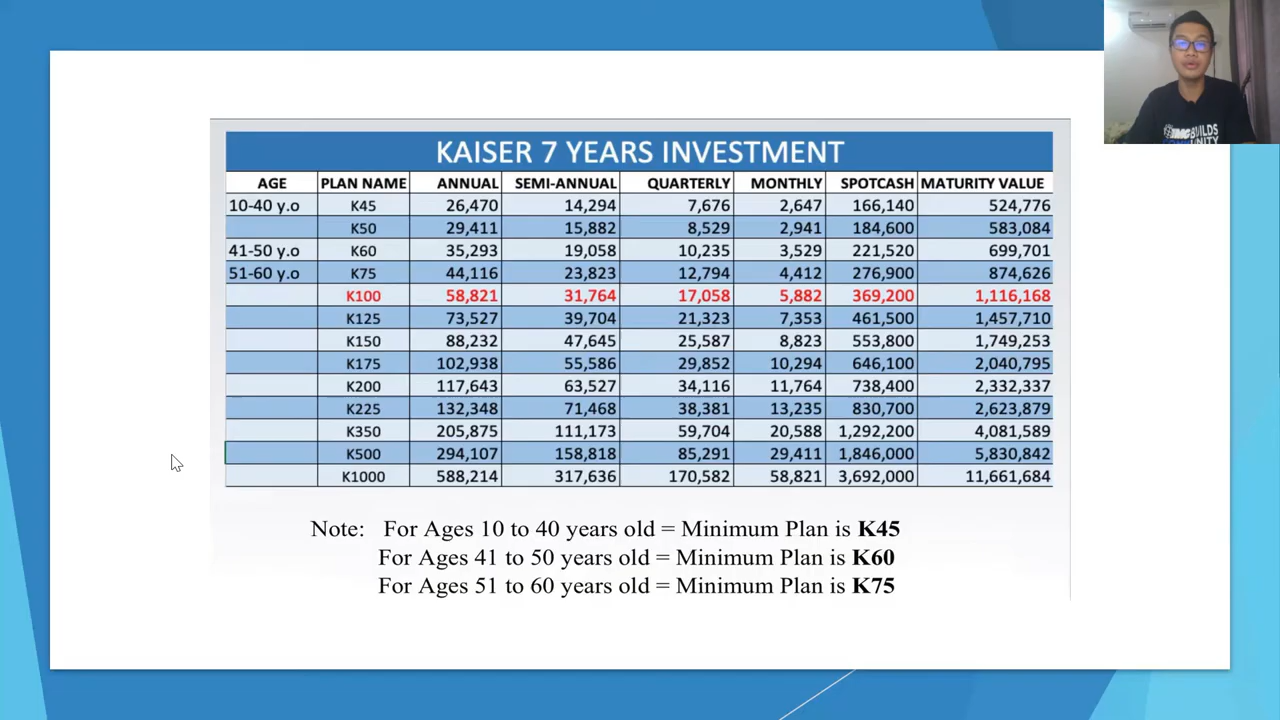 KAISER 7 YEARS INVESTMENT
AGE PLAN NAME ANNUAL SEMI-ANNUAL QUARTERLY MONTHLY SPOTCASH MATURITY VALUE
10-40 y.o K45 26,470 14,294 7,676 2,647 166,140 524,776
K50 29,411 15,882 8,529 2,941 184,600 583,084
41-50 y.o K60 35,293 19,058 10,235 3,529 221,520 699,701
51-60 y.o K75 44,116 23,823 12,794 4,412 276,900 874,626
K100 58,821 31,764 17,058 5,882 369,200 1,116,168
K125 73,527 39,704 21,323 7,353 461,500 1,457,710
K150 88,232 47,645 25,587 8,823 553,800 1,749,253
K175 102,938 55,586 29,852 10,294 646,100 2,040,795
K200 117,643 63,527 34,116 11,764 738,400 2,332,337
K225 132,348 71,468 38,381 13,235 830,700 2,623,879
K350 205,875 111,173 59,704 20,588 1,292,200 4,081,589
K500 294,107 158,818 85,291 29,411 1,846,000 5,830,842
K1000 588,214 317,636 170,582 58,821 3,692,000 11,661,684
Note: For Ages 10 to 40 years old = Minimum Plan is K45
For Ages 41 to 50 years old = Minimum Plan is K60
For Ages 51 to 60 years old = Minimum Plan is K75
BUILDS